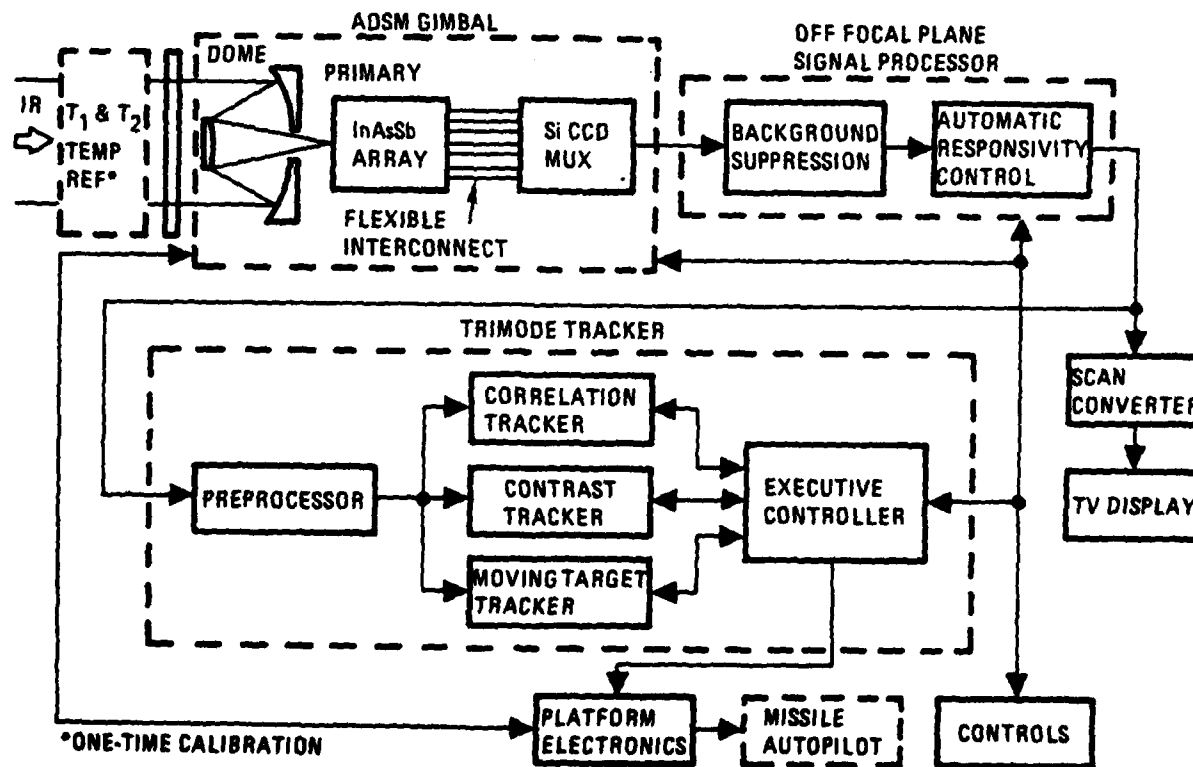 ADSM GIMBAL
OFF FOCAL PLANE
SIGNAL PROCESSOR
DOME
PRIMARY
IR
T1 & T2
TEMP
REF*
InAsSb
ARRAY
Si CCD
MUX
BACKGROUND
SUPPRESSION
AUTOMATIC
RESPONSIVITY
CONTROL
FLEXIBLE
INTERCONNECT
TRIMODE TRACKER
SCAN
CONVERTER
CORRELATION
TRACKER
PREPROCESSOR
CONTRAST
TRACKER
EXECUTIVE
CONTROLLER
TV DISPLAY
MOVING TARGET
TRACKER
*ONE-TIME CALIBRATION
PLATFORM
ELECTRONICS
MISSILE
AUTOPILOT
CONTROLS